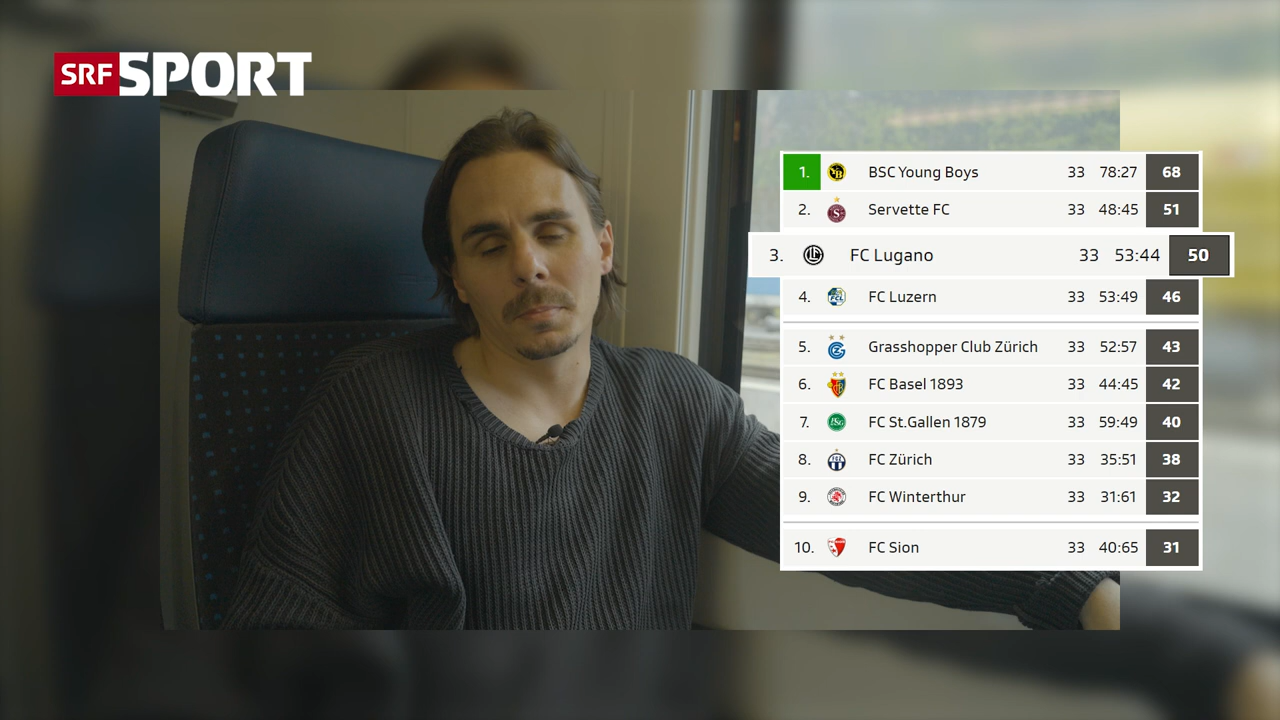 SRF SPORT
1. BSC Young Boys 33 78:27 68
2. Servette FC 33 48:45 51
3. FC Lugano 33 53:44 50
4. FC Luzern 33 53:49 46
5. Grasshopper Club Zürich 33 52:57 43
6. FC Basel 1893 33 44:45 42
7. FC St.Gallen 1879 33 59:49 40
8. FC Zürich 33 35:51 38
9. FC Winterthur 33 31:61 32
10. FC Sion 33 40:65 31